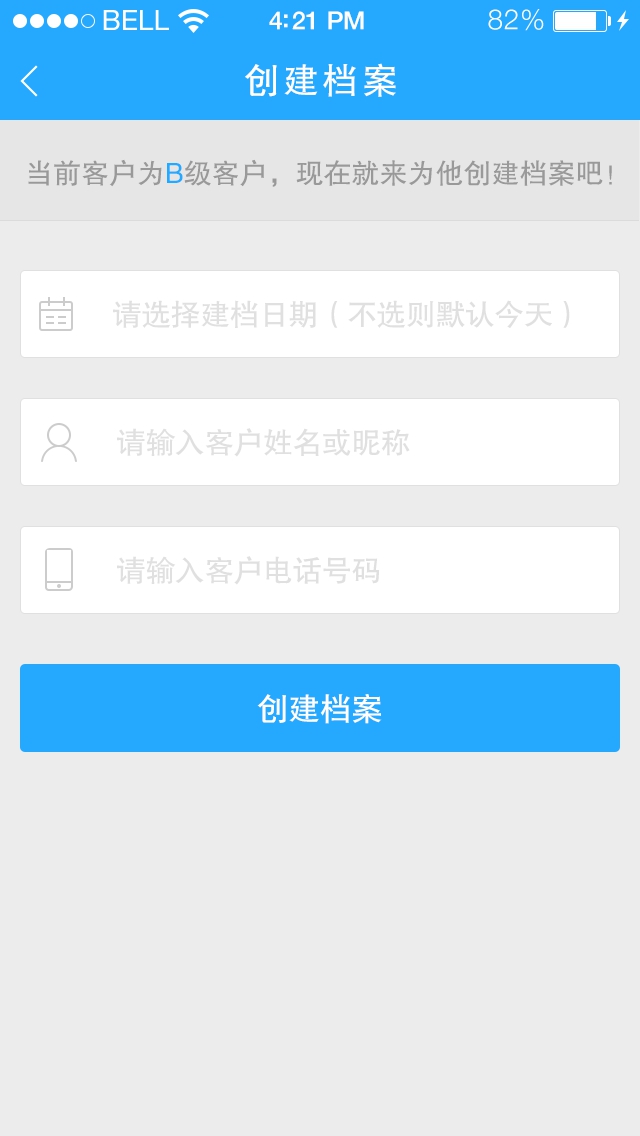 BELL 4:21 PM 82%
创建档案
当前客户为B级客户，现在就来为他创建档案吧！
请选择建档日期（不选则默认今天）
请输入客户姓名或昵称
请输入客户电话号码
创建档案